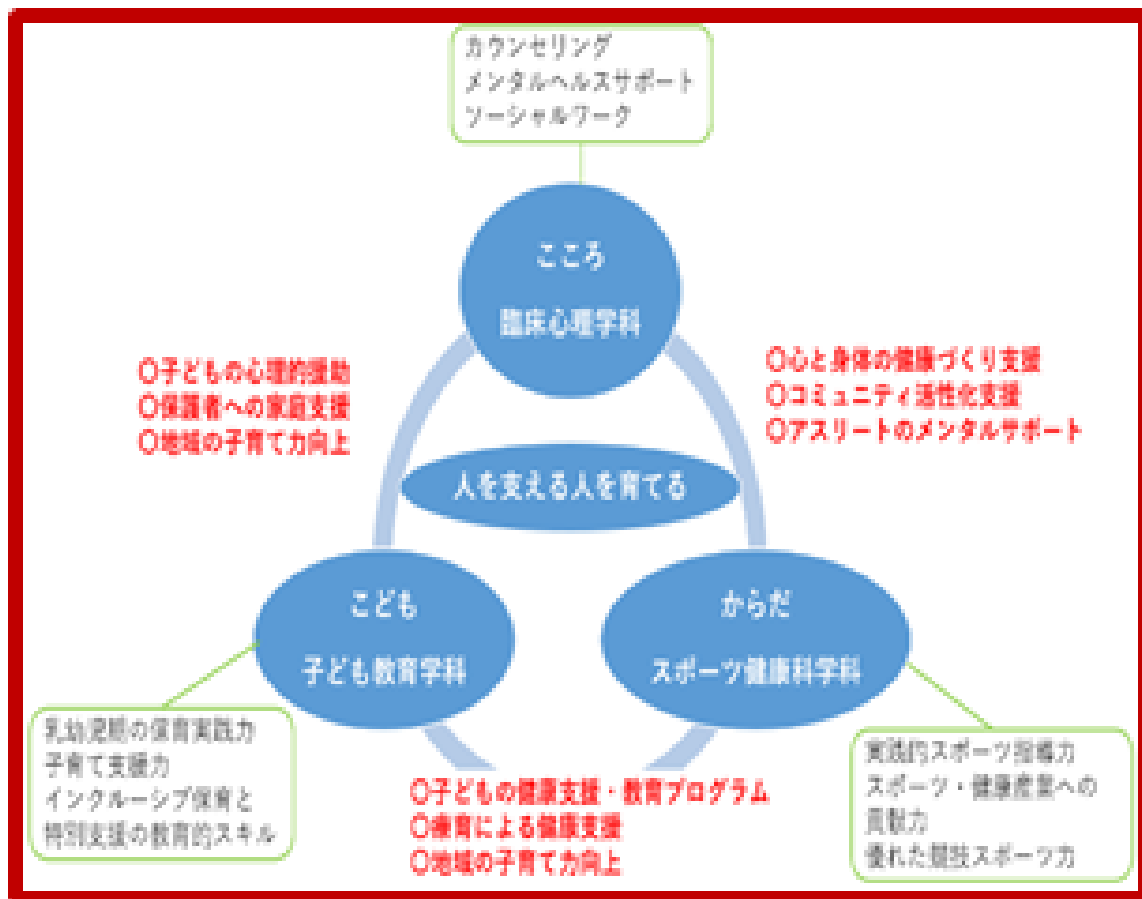 カウンセリング
メンタルヘルスサポート
ソーシャルワーク
こころ
臨床心理学科
〇子どもの心理的援助
〇保護者への家庭支援
〇地域の子育て力向上
〇心と身体の健康づくり支援
〇コミュニティ活性化支援
〇アスリートのメンタルサポート
人を支える人を育てる
こども
子ども教育学科
からだ
スポーツ健康科学科
乳幼児期の保育実践力
子育て支援力
インクルーシブ保育と
特別支援の教育的スキル
〇子どもの健康支援・教育プログラム
〇療育による健康支援
〇地域の子育て力向上
実践的スポーツ指導力
スポーツ・健康産業への
貢献力
優れた競技スポーツ力